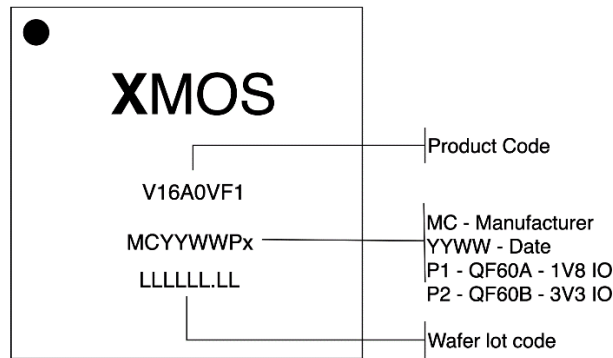 XMOS
Product Code
V16A0VF1
MCYYWWPx
MC - Manufacturer
YYWW - Date
P1 - QF60A - 1V8 IO
P2 - QF60B - 3V3 IO
LLLLLL.LL
Wafer lot code